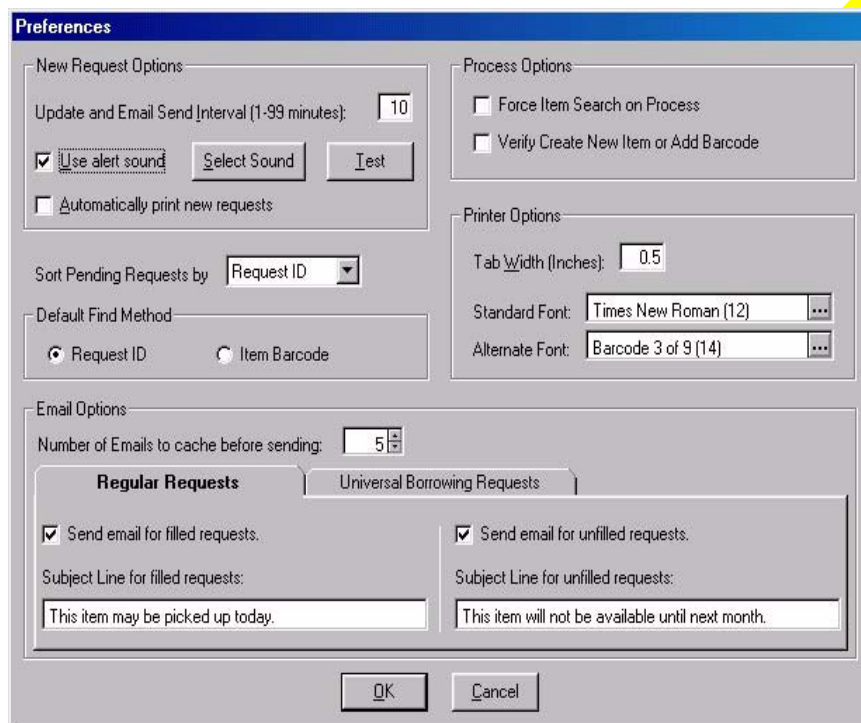 Preferences
New Request Options
Update and Email Send Interval (1-99 minutes): 10
Use alert sound Select Sound Test
Automatically print new requests
Sort Pending Requests by Request ID
Default Find Method
Request ID Item Barcode
Process Options
Force Item Search on Process
Verify Create New Item or Add Barcode
Printer Options
Tab Width (Inches): 0.5
Standard Font: Times New Roman (12) ...
Alternate Font: Barcode 3 of 9 (14) ...
Email Options
Number of Emails to cache before sending: 5
Regular Requests Universal Borrowing Requests
Send email for filled requests.
Subject Line for filled requests:
This item may be picked up today.
Send email for unfilled requests.
Subject Line for unfilled requests:
This item will not be available until next month.
OK Cancel